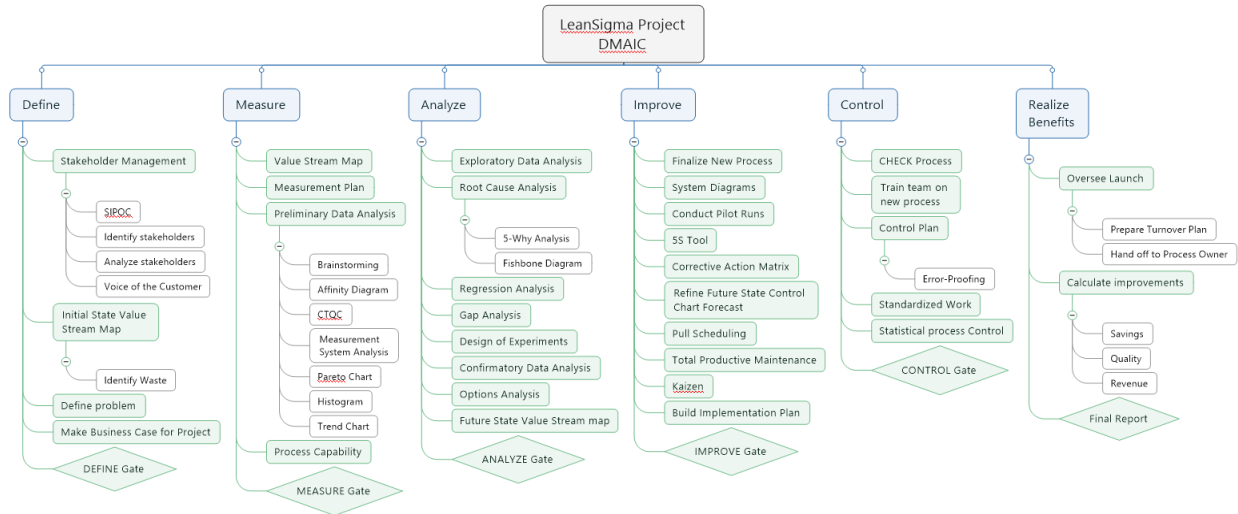 LeanSigma Project
DMAIC
Define
Stakeholder Management
SIPOC
Identify stakeholders
Analyze stakeholders
Voice of the Customer
Initial State Value
Stream Map
Identify Waste
Define problem
Make Business Case for Project
DEFINE Gate
Measure
Value Stream Map
Measurement Plan
Preliminary Data Analysis
Brainstorming
Affinity Diagram
CTQC
Measurement
System Analysis
Pareto Chart
Histogram
Trend Chart
Process Capability
MEASURE Gate
Analyze
Exploratory Data Analysis
Root Cause Analysis
5-Why Analysis
Fishbone Diagram
Regression Analysis
Gap Analysis
Design of Experiments
Confirmatory Data Analysis
Options Analysis
Future State Value Stream map
ANALYZE Gate
Improve
Finalize New Process
System Diagrams
Conduct Pilot Runs
5S Tool
Corrective Action Matrix
Refine Future State Control
Chart Forecast
Pull Scheduling
Total Productive Maintenance
Kaizen
Build Implementation Plan
IMPROVE Gate
Control
CHECK Process
Train team on
new process
Control Plan
Error-Proofing
Standardized Work
Statistical process Control
CONTROL Gate
Realize
Benefits
Oversee Launch
Prepare Turnover Plan
Hand off to Process Owner
Calculate improvements
Savings
Quality
Revenue
Final Report